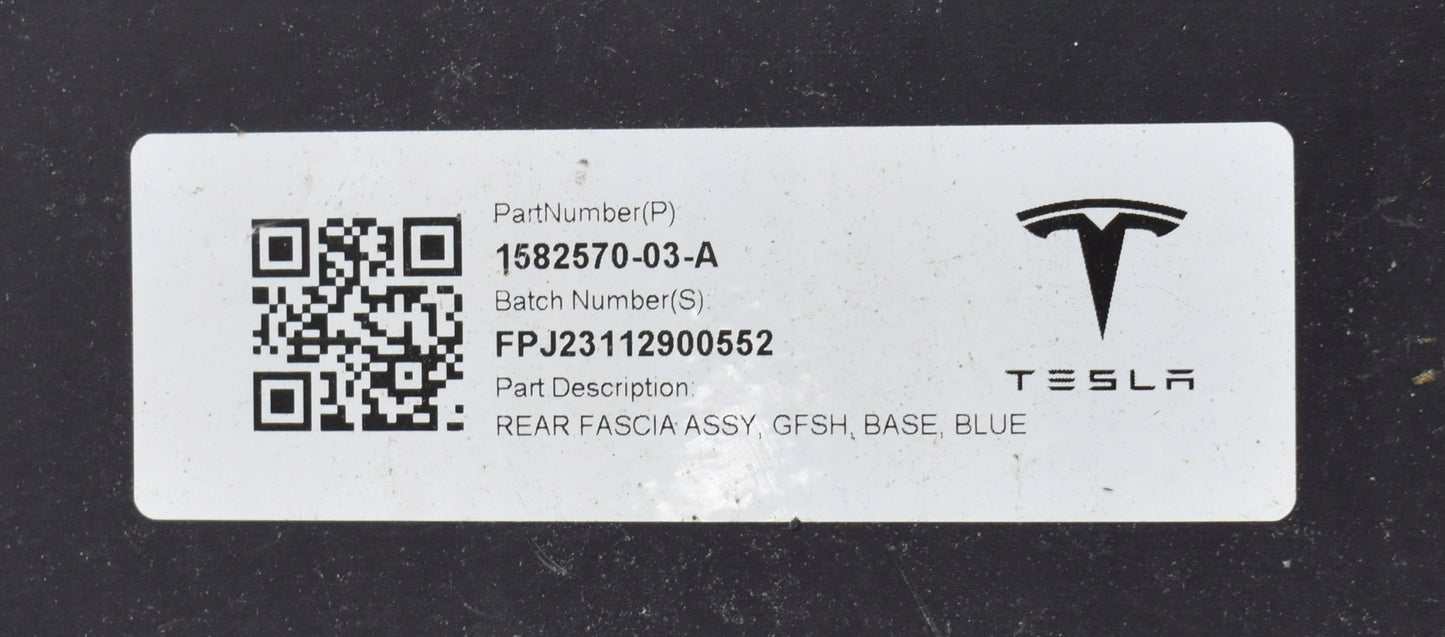 PartNumber(P)
1582570-03-A
Batch Number(S):
FPJ23112900552
Part Description:
REAR FASCIA ASSY, GFSH, BASE, BLUE
TESLA